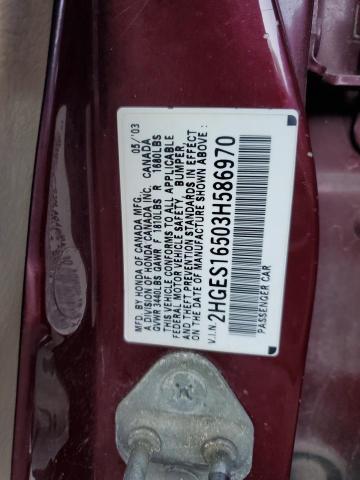 MFD. BY HONDA OF CANADA MFG. 05/'03
A DIVISION OF HONDA CANADA INC. CANADA
GVWR 3440LBS GAWR F 1810LBS R 1680LBS
THIS VEHICLE CONFORMS TO ALL APPLICABLE
FEDERAL MOTOR VEHICLE SAFETY, BUMPER,
AND THEFT PREVENTION STANDARDS IN EFFECT
ON THE DATE OF MANUFACTURE SHOWN ABOVE:
V.I.N. 2HGES16503H586970
PASSENGER CAR